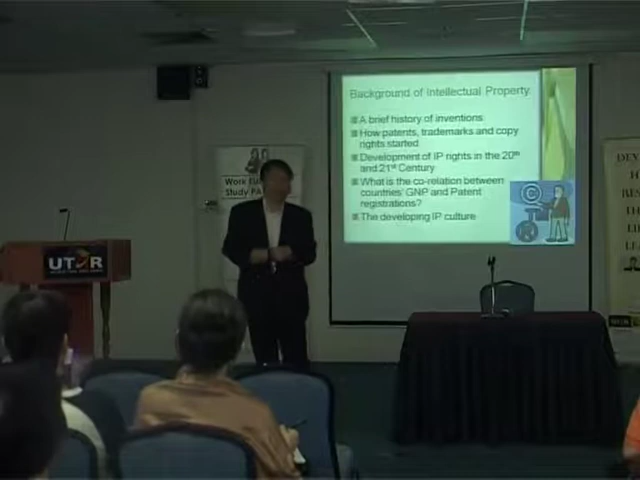 Background of Intellectual Property.
A brief history of inventions
How patents, trademarks and copy
rights started
Development of IP rights in the 20th
and 21st Century
What is the co-relation between
countries' GNP and Patent
registrations?
The developing IP culture
©
Work
Study PA
UTAR